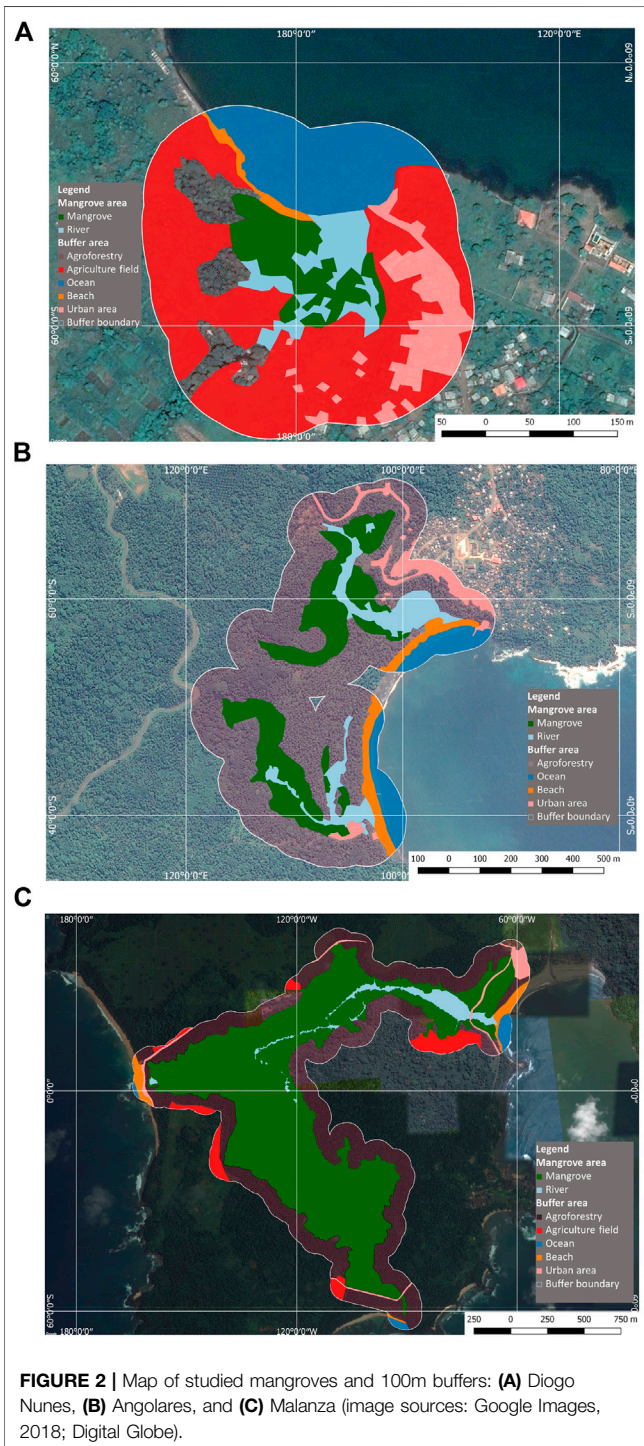 A
180°0.0"
120°0.0"E
60°0.0"N
60°0.0"N
Legend
Mangrove area
Mangrove
River
Buffer area
Agroforestry
Agriculture field
Ocean
Beach
Urban area
Buffer boundary
60°0.0"S
60°0.0"S
180°0.0"
50 0 50 100 150 m
B
120°0.0"E
100°0.0"E
80°0.0"E
60°0.0"S
60°0.0"S
Legend
Mangrove area
Mangrove
River
Buffer area
Agroforestry
Ocean
Beach
Urban area
Buffer boundary
40°0.0"S
40°0.0"S
120°0.0"E
100°0.0"
100 0 100 200 300 400 500 m
C
180°0.0"
120°0.0"W
60°0.0"W
0°0.0"
0°0.0"
Legend
Mangrove area
Mangrove
River
Buffer area
Agroforestry
Agriculture field
Ocean
Beach
Urban area
Buffer boundary
180°0.0"
120°0.0"W
250 0 250 500 750 m
FIGURE 2 | Map of studied mangroves and 100m buffers: (A) Diogo
Nunes, (B) Angolares, and (C) Malanza (image sources: Google Images,
2018; Digital Globe).